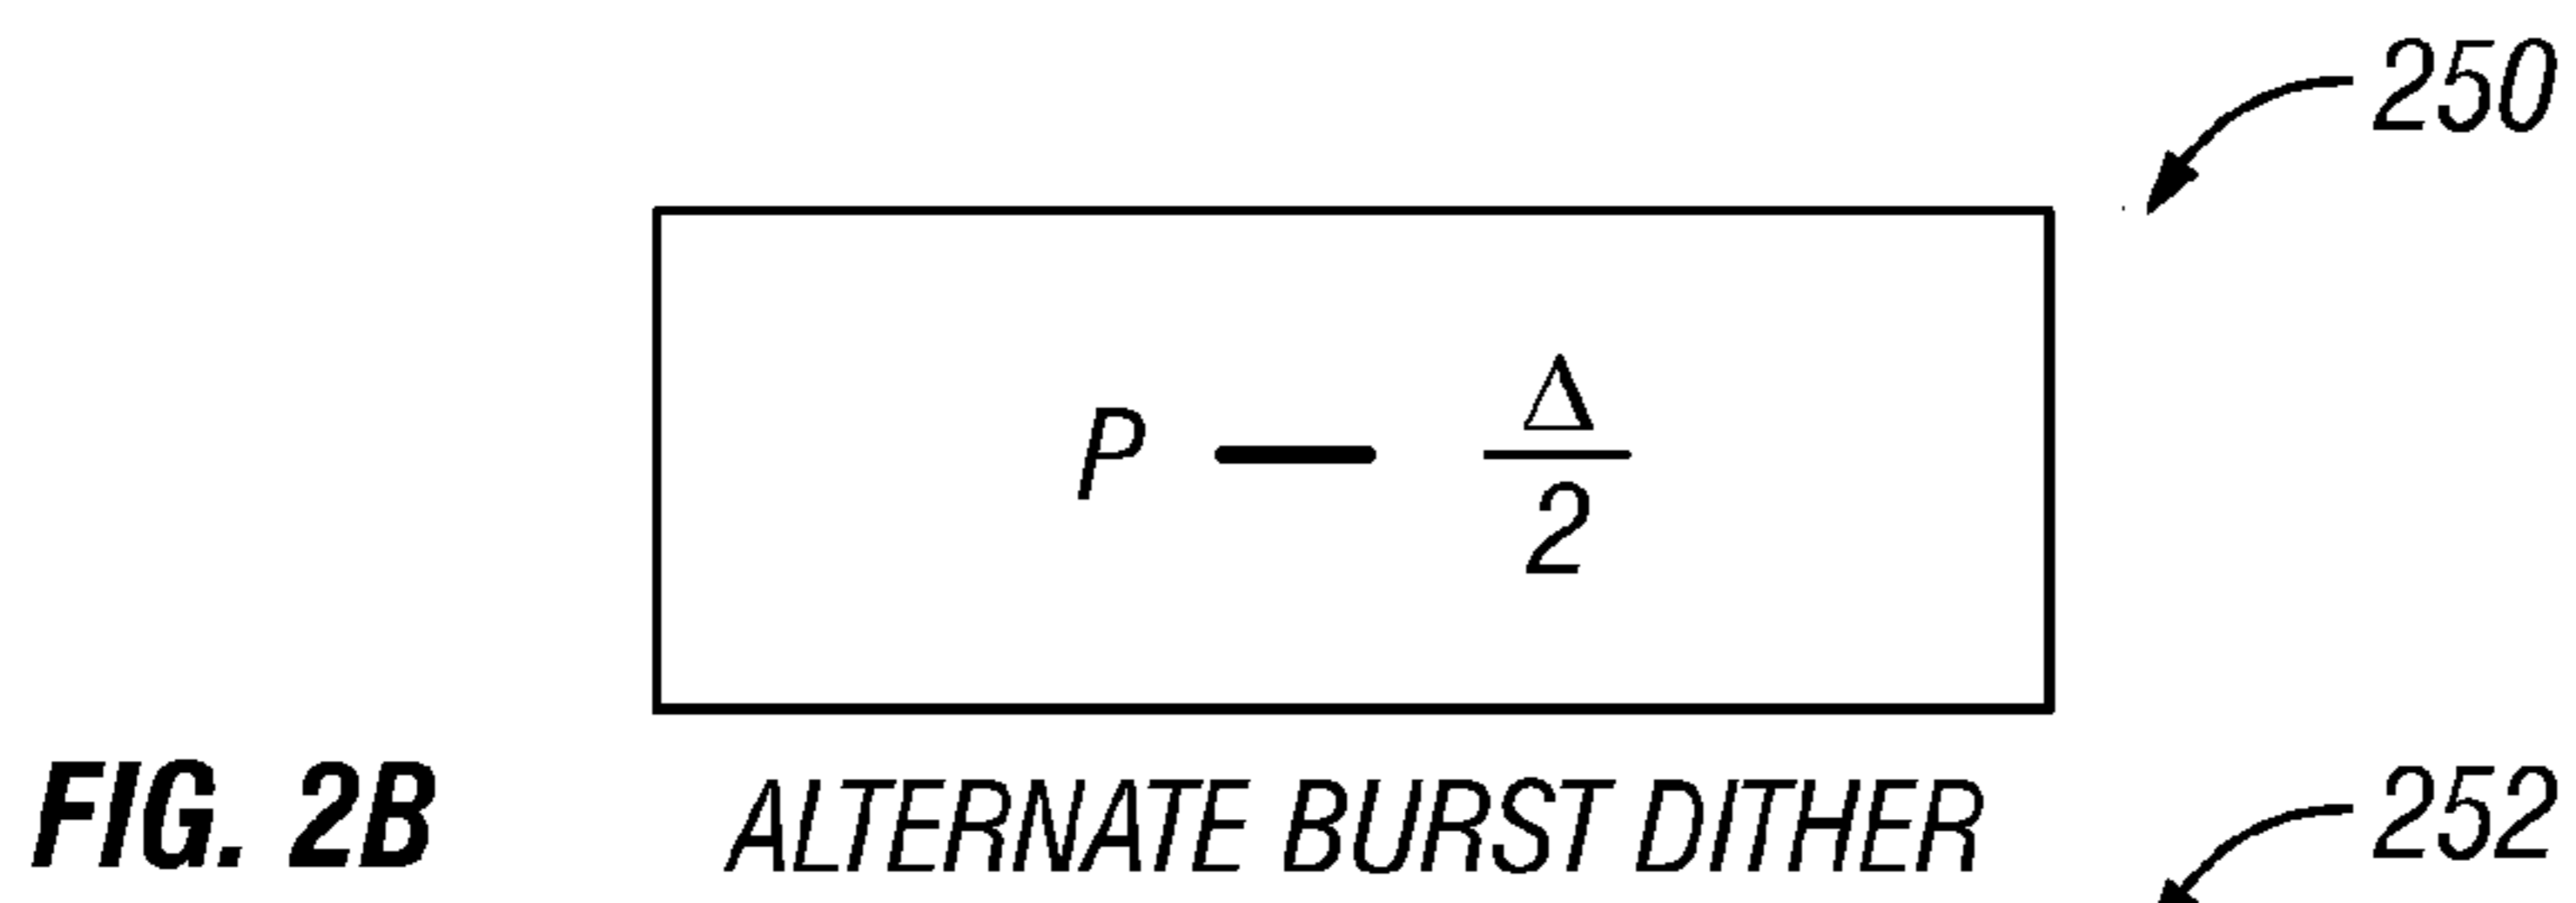 250
P — Δ/2
FIG. 2B
ALTERNATE BURST DITHER
252